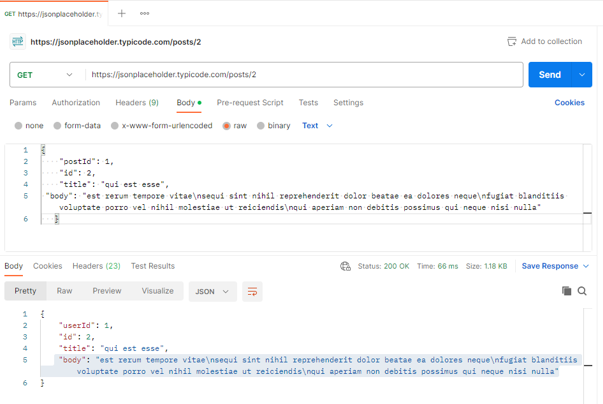 GET https://jsonplaceholder.ty
https://jsonplaceholder.typicode.com/posts/2
Add to collection
GET https://jsonplaceholder.typicode.com/posts/2
Send
Params Authorization Headers (9) Body Pre-request Script Tests Settings Cookies
none form-data x-www-form-urlencoded raw binary Text
1 {
2 "postId": 1,
3 "id": 2,
4 "title": "qui est esse",
5 "body": "est rerum tempore vitae\nsequi sint nihil reprehenderit dolor beatae ea dolores neque\nfugiat blanditiis
voluptate porro vel nihil molestiae ut reiciendis\nqui aperiam non debitis possimus qui neque nisi nulla"
6 }
Body Cookies Headers (23) Test Results Status: 200 OK Time: 66 ms Size: 1.18 KB Save Response
Pretty Raw Preview Visualize JSON
1 {
2 "userId": 1,
3 "id": 2,
4 "title": "qui est esse",
5 "body": "est rerum tempore vitae\nsequi sint nihil reprehenderit dolor beatae ea dolores neque\nfugiat blanditiis
voluptate porro vel nihil molestiae ut reiciendis\nqui aperiam non debitis possimus qui neque nisi nulla"
6 }